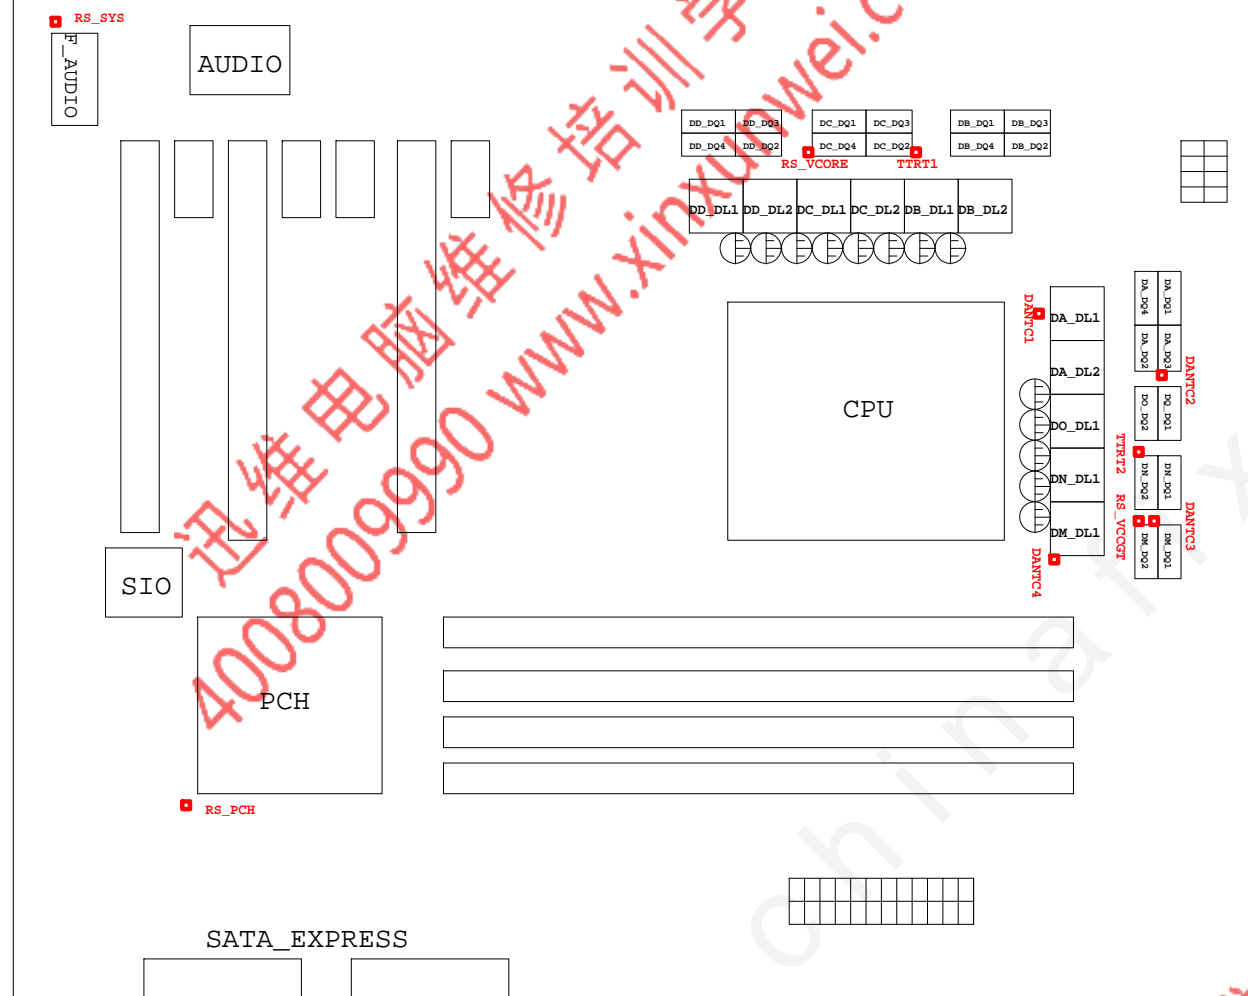 RS_SYS
F_AUDIO
AUDIO
DD_DQ1 DD_DQ3 DC_DQ1 DC_DQ3 DB_DQ1 DB_DQ3
DD_DQ4 DD_DQ2 DC_DQ4 DC_DQ2 DB_DQ4 DB_DQ2
RS_VCORE TTRT1
DD_DL1 DD_DL2 DC_DL1 DC_DL2 DB_DL1 DB_DL2
DANTC1
DA_DL1
DA_DQ4 DA_DQ1
DA_DL2
DA_DQ2 DA_DQ3
DANTC2
CPU
DO_DL1
DO_DQ2 DQ_DQ1
TTRT2
DN_DL1
DN_DQ2 DN_DQ1
RS_VCCGT
DANTC3
DM_DL1
DM_DQ2 DM_DQ1
DANTC4
SIO
PCH
RS_PCH
SATA_EXPRESS
迅维电脑维修培训学
4008009990 www.xinxunwei.c
chinafix